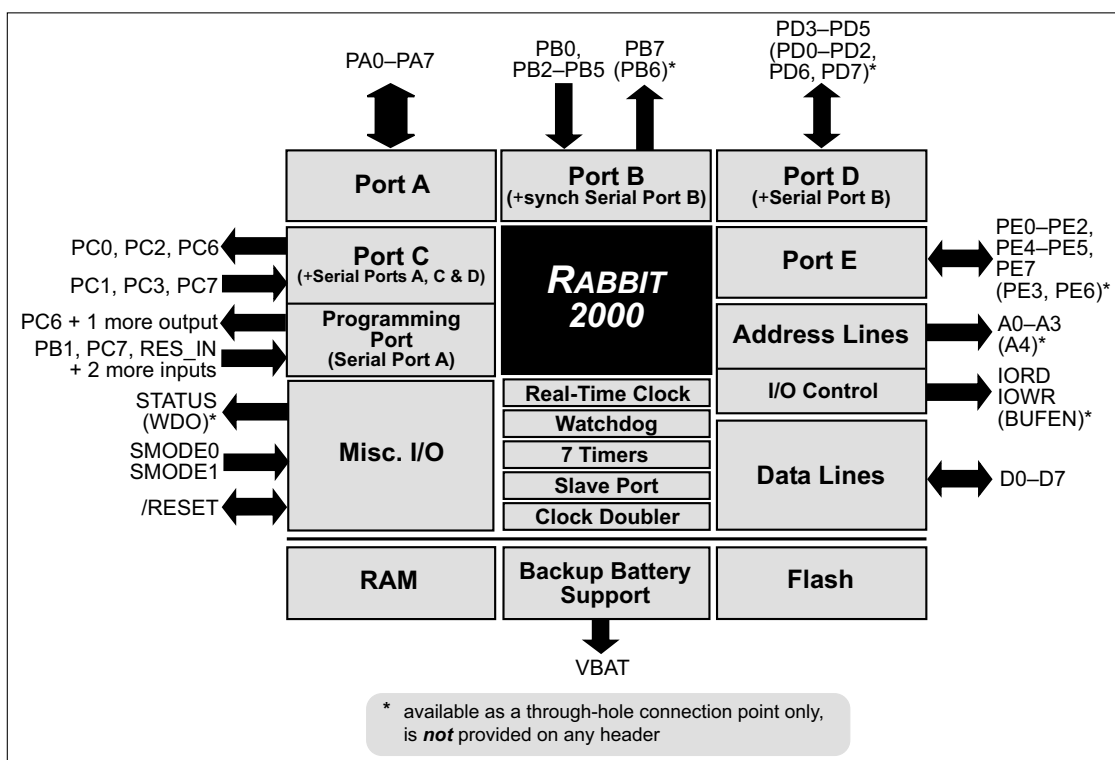 PA0–PA7
PB0,
PB2–PB5
PB7
(PB6)*
PD3–PD5
(PD0–PD2,
PD6, PD7)*
Port A
Port B
(+synch Serial Port B)
Port D
(+Serial Port B)
PC0, PC2, PC6
PC1, PC3, PC7
Port C
(+Serial Ports A, C & D)
RABBIT
2000
Port E
PE0–PE2,
PE4–PE5,
PE7
(PE3, PE6)*
PC6 + 1 more output
PB1, PC7, RES_IN
+ 2 more inputs
Programming
Port
(Serial Port A)
Address Lines
A0–A3
(A4)*
STATUS
(WDO)*
SMODE0
SMODE1
/RESET
Misc. I/O
Real-Time Clock
Watchdog
7 Timers
Slave Port
Clock Doubler
I/O Control
IORD
IOWR
(BUFEN)*
Data Lines
D0–D7
RAM
Backup Battery
Support
Flash
VBAT
* available as a through-hole connection point only,
is not provided on any header